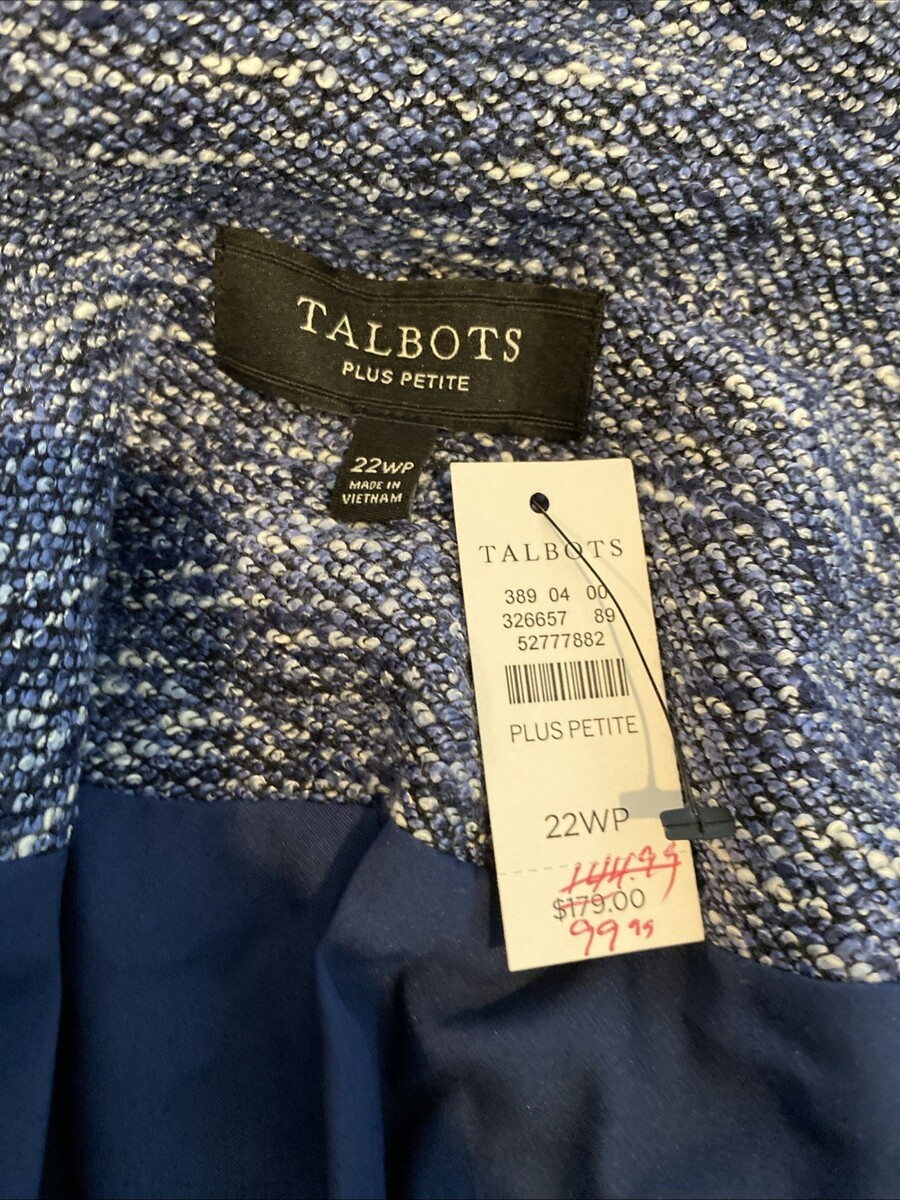 TALBOTS
PLUS PETITE
22WP
MADE IN
VIETNAM
TALBOTS
389 04 00
326657 89
52777882
PLUS PETITE
22WP
144.99
$179.00
99 99